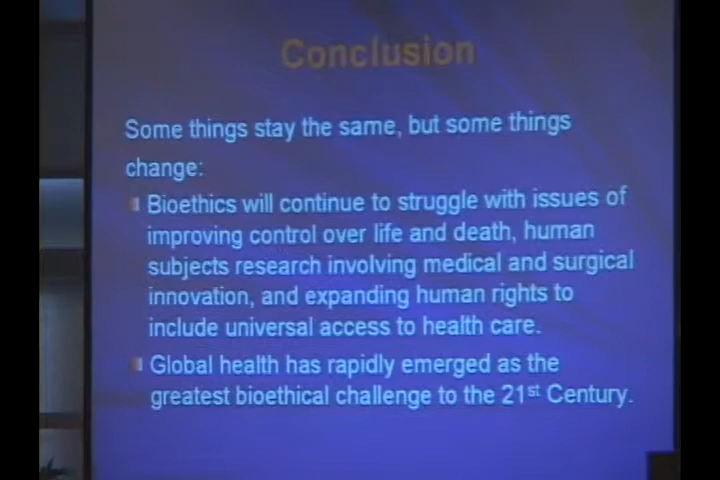 Conclusion
Some things stay the same, but some things
change:
Bioethics will continue to struggle with issues of
improving control over life and death, human
subjects research involving medical and surgical
innovation, and expanding human rights to
include universal access to health care.
Global health has rapidly emerged as the
greatest bioethical challenge to the 21st Century.